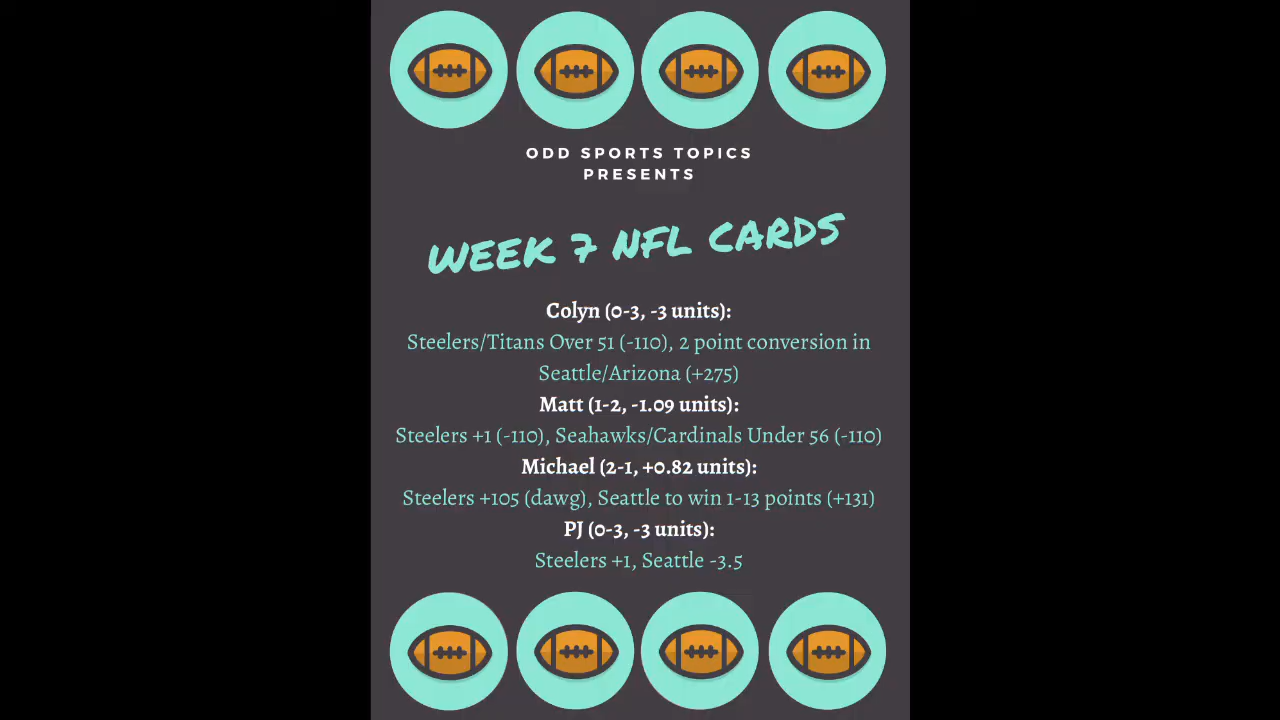 ODD SPORTS TOPICS
PRESENTS
WEEK 7 NFL CARDS
Colyn (0-3, -3 units):
Steelers/Titans Over 51 (-110), 2 point conversion in
Seattle/Arizona (+275)
Matt (1-2, -1.09 units):
Steelers +1 (-110), Seahawks/Cardinals Under 56 (-110)
Michael (2-1, +0.82 units):
Steelers +105 (dawg), Seattle to win 1-13 points (+131)
PJ (0-3, -3 units):
Steelers +1, Seattle -3.5